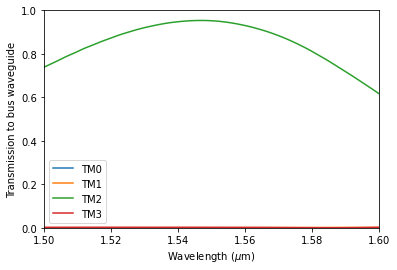 Transmission to bus waveguide
1.0
0.8
0.6
0.4
0.2
0.0
TM0
TM1
TM2
TM3
1.50 1.52 1.54 1.56 1.58 1.60
Wavelength (μm)